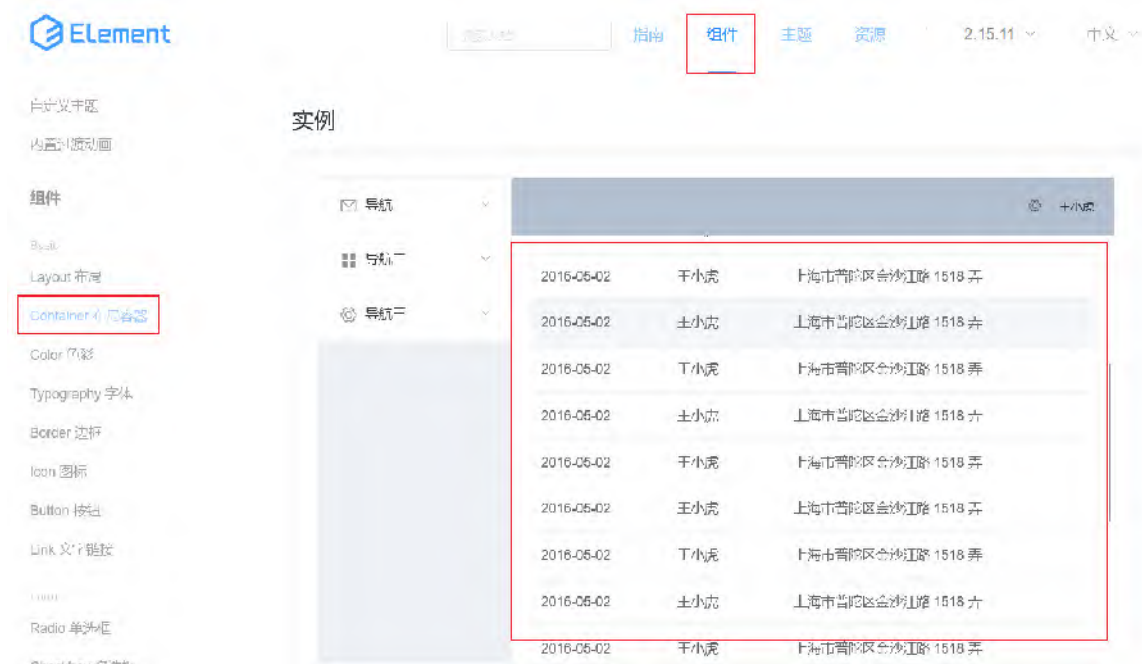 Element
指南 组件 主题 资源 2.15.11 中文
自定义主题
内置过渡动画
组件
Basic
Layout 布局
Container 布局容器
Color 色彩
Typography 字体
Border 边框
Icon 图标
Button 按钮
Link 文字链接
Radio 单选框
实例
导航
导航二
导航三
王小虎
2016-05-02 王小虎 上海市普陀区金沙江路 1518 弄
2016-05-02 王小虎 上海市普陀区金沙江路 1518 弄
2016-05-02 王小虎 上海市普陀区金沙江路 1518 弄
2016-05-02 王小虎 上海市普陀区金沙江路 1518 弄
2016-05-02 王小虎 上海市普陀区金沙江路 1518 弄
2016-05-02 王小虎 上海市普陀区金沙江路 1518 弄
2016-05-02 王小虎 上海市普陀区金沙江路 1518 弄
2016-05-02 王小虎 上海市普陀区金沙江路 1518 弄
2016-05-02 王小虎 上海市普陀区金沙江路 1518 弄